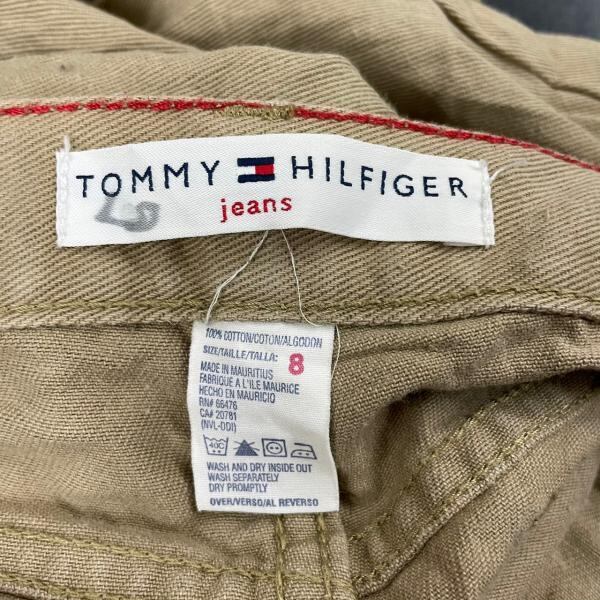 TOMMY HILFIGER
jeans
100% COTTON/COTON/ALGODON
SIZE/TAILLE/TALLA: 8
MADE IN MAURITIUS
FABRIQUE A L'ILE MAURICE
HECHO EN MAURICIO
RN# 66476
CA# 20781
(NVL-DDI)
40C
WASH AND DRY INSIDE OUT
WASH SEPARATELY
DRY PROMPTLY
OVER/VERSO/AL REVERSO